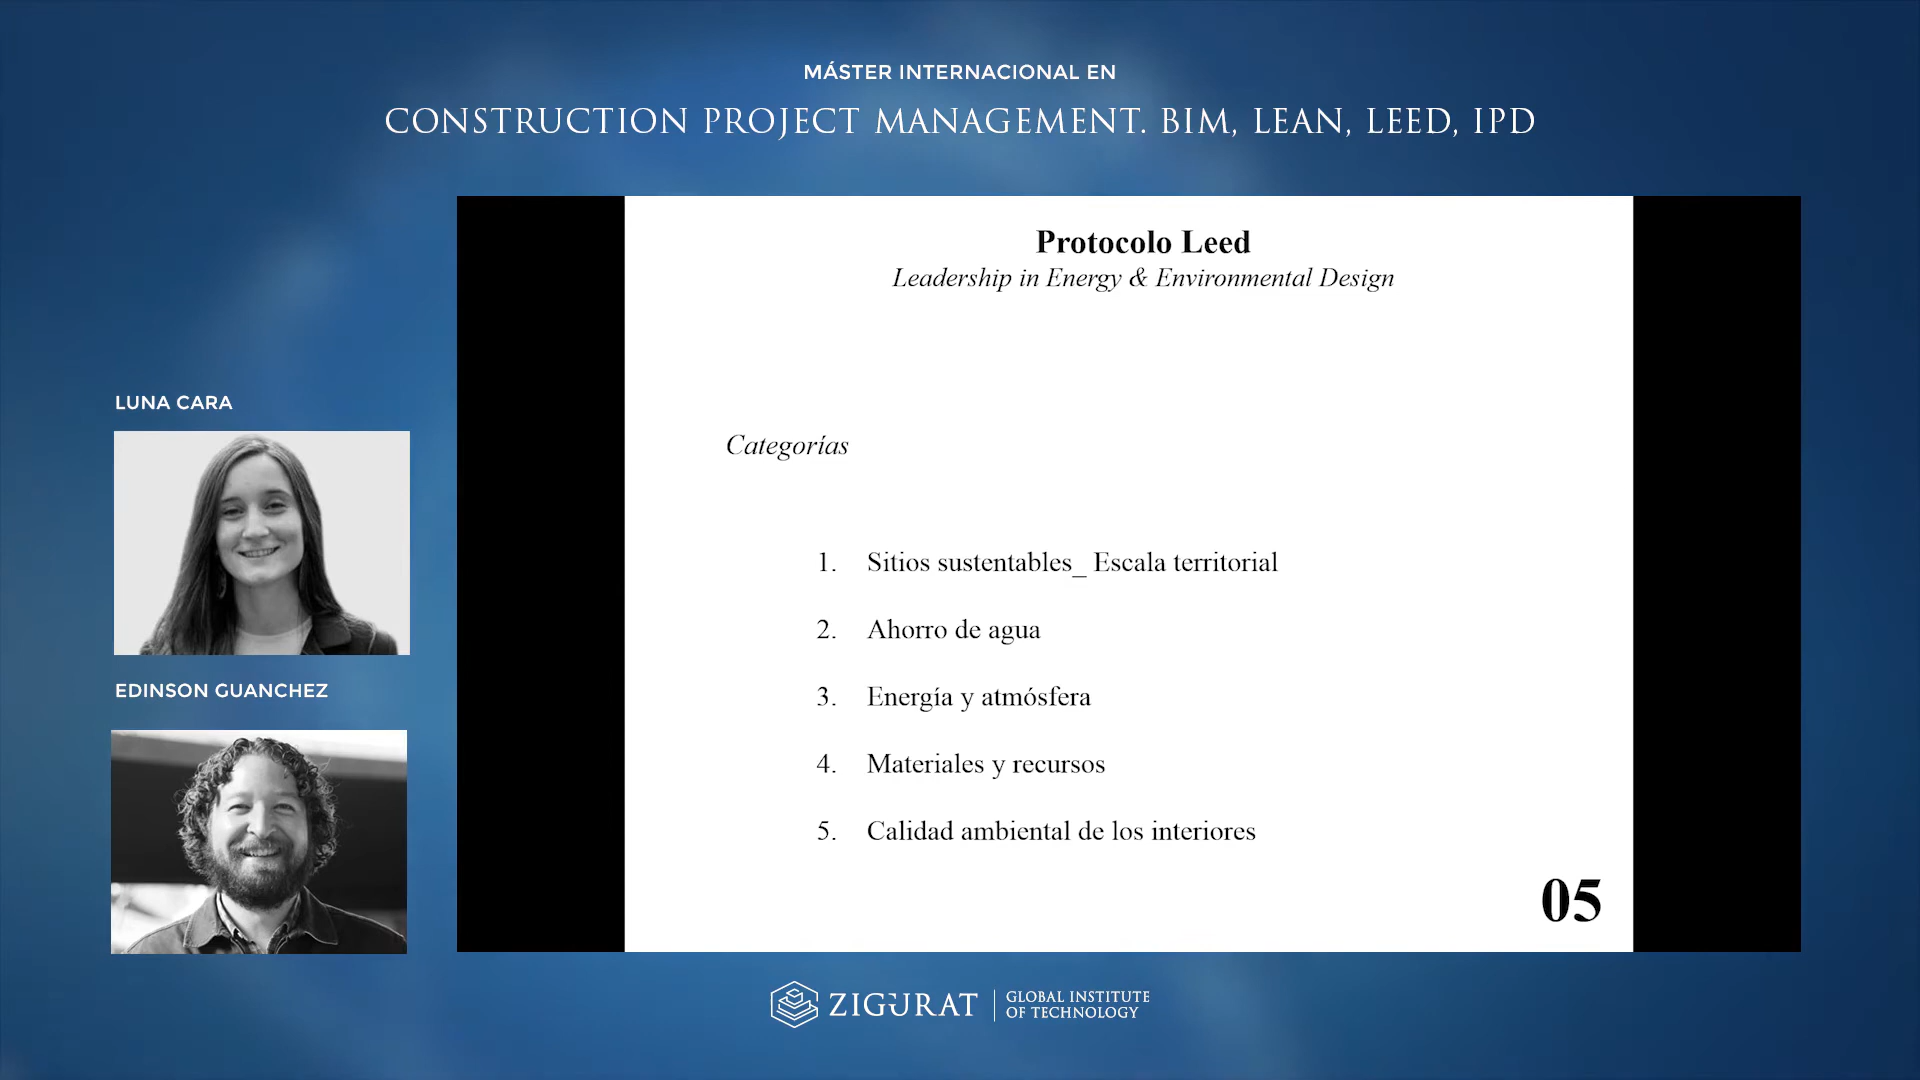 MÁSTER INTERNACIONAL EN
CONSTRUCTION PROJECT MANAGEMENT. BIM, LEAN, LEED, IPD
LUNA CARA
EDINSON GUANCHEZ
Protocolo Leed
Leadership in Energy & Environmental Design
Categorías
1. Sitios sustentables_ Escala territorial
2. Ahorro de agua
3. Energía y atmósfera
4. Materiales y recursos
5. Calidad ambiental de los interiores
05
ZIGURAT
GLOBAL INSTITUTE
OF TECHNOLOGY